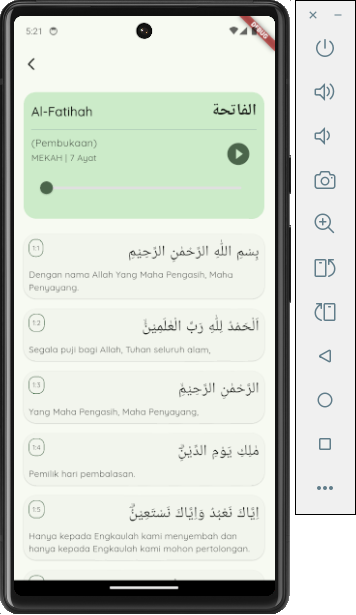 5:21
DEBUG
Al-Fatihah الفاتحة
(Pembukaan)
MEKAH | 7 Ayat
1:1
بِسْمِ اللّٰهِ الرَّحْمٰنِ الرَّحِيْمِ
Dengan nama Allah Yang Maha Pengasih, Maha
Penyayang.
1:2
اَلْحَمْدُ لِلّٰهِ رَبِّ الْعٰلَمِيْنَۙ
Segala puji bagi Allah, Tuhan seluruh alam,
1:3
الرَّحْمٰنِ الرَّحِيْمِۙ
Yang Maha Pengasih, Maha Penyayang,
1:4
مٰلِكِ يَوْمِ الدِّيْنِۗ
Pemilik hari pembalasan.
1:5
اِيَّاكَ نَعْبُدُ وَاِيَّاكَ نَسْتَعِيْنُۗ
Hanya kepada Engkaulah kami menyembah dan
hanya kepada Engkaulah kami mohon pertolongan.